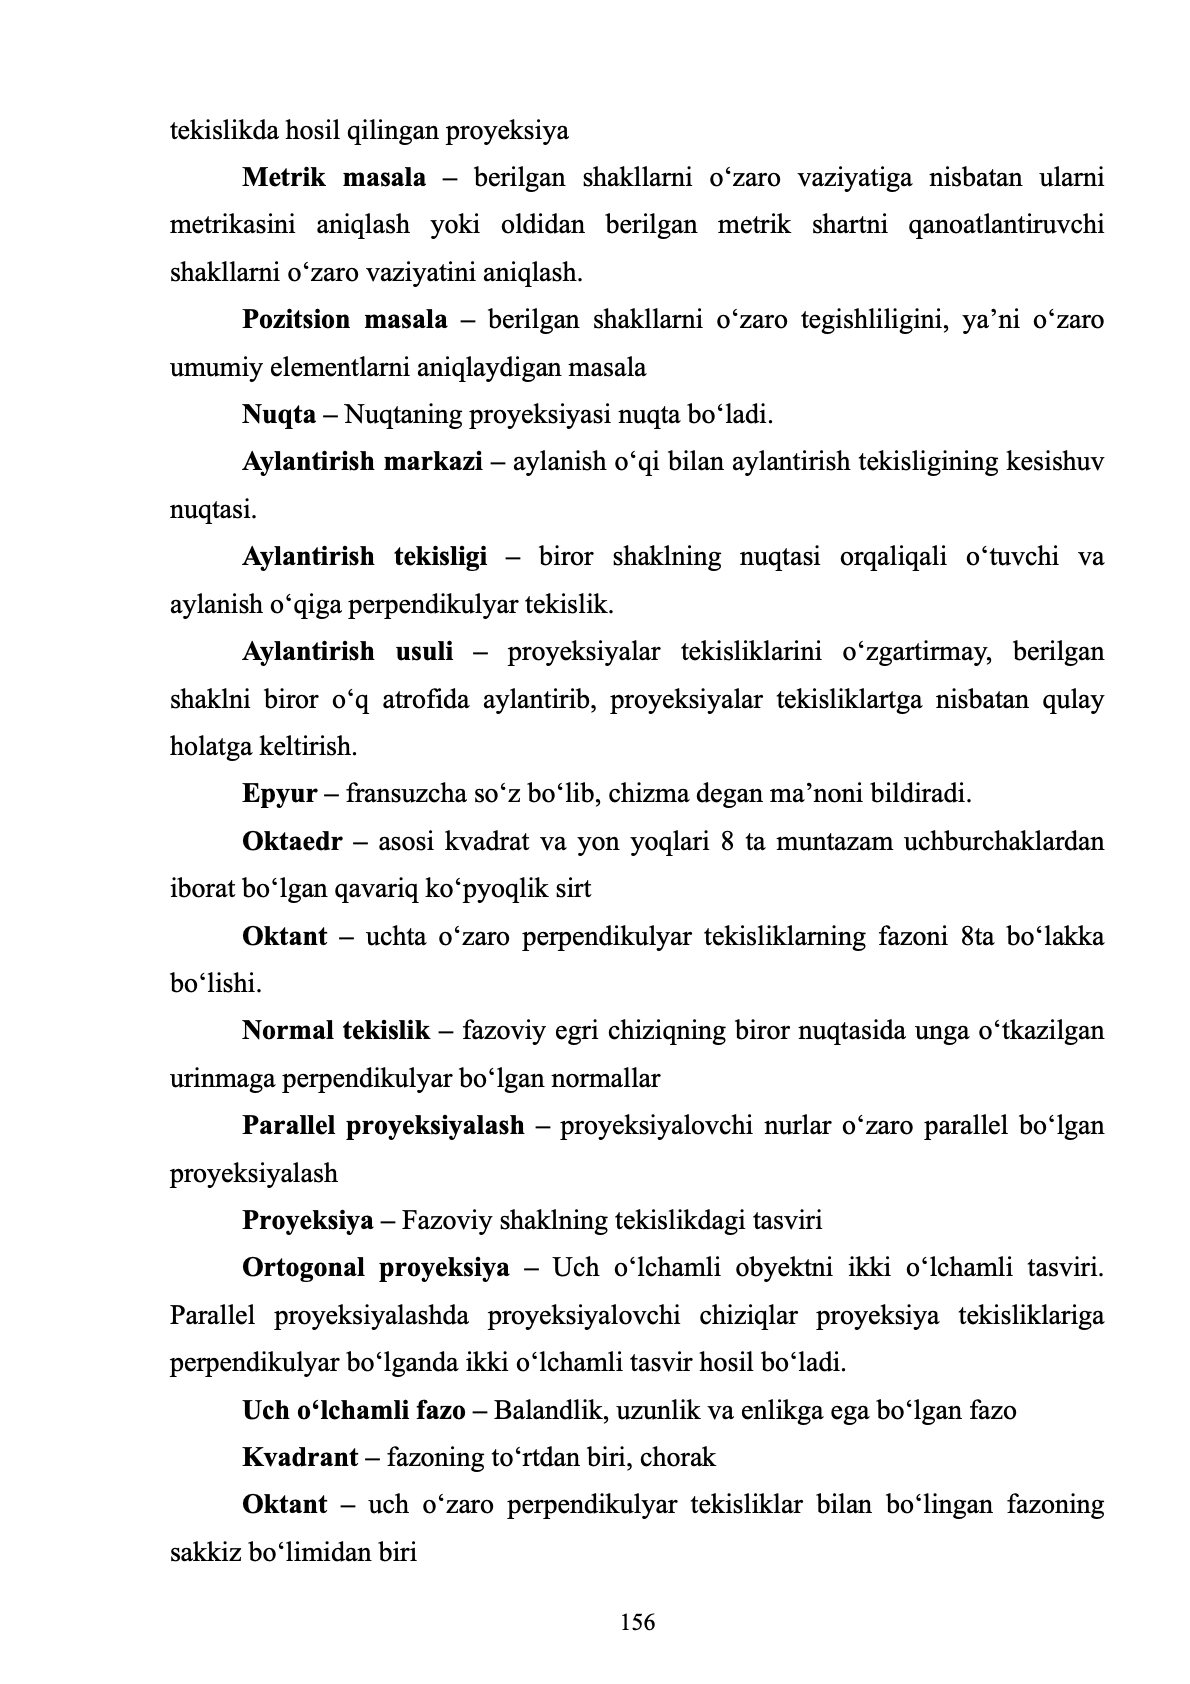 tekislikda hosil qilingan proyeksiya
Metrik masala – berilgan shakllarni o‘zaro vaziyatiga nisbatan ularni
metrikasini aniqlash yoki oldidan berilgan metrik shartni qanoatlantiruvchi
shakllarni o‘zaro vaziyatini aniqlash.
Pozitsion masala – berilgan shakllarni o‘zaro tegishliligini, ya’ni o‘zaro
umumiy elementlarni aniqlaydigan masala
Nuqta – Nuqtaning proyeksiyasi nuqta bo‘ladi.
Aylantirish markazi – aylanish o‘qi bilan aylantirish tekisligining kesishuv
nuqtasi.
Aylantirish tekisligi – biror shaklning nuqtasi orqaliqali o‘tuvchi va
aylanish o‘qiga perpendikulyar tekislik.
Aylantirish usuli – proyeksiyalar tekisliklarini o‘zgartirmay, berilgan
shaklni biror o‘q atrofida aylantirib, proyeksiyalar tekisliklartga nisbatan qulay
holatga keltirish.
Epyur – fransuzcha so‘z bo‘lib, chizma degan ma’noni bildiradi.
Oktaedr – asosi kvadrat va yon yoqlari 8 ta muntazam uchburchaklardan
iborat bo‘lgan qavariq ko‘pyoqlik sirt
Oktant – uchta o‘zaro perpendikulyar tekisliklarning fazoni 8ta bo‘lakka
bo‘lishi.
Normal tekislik – fazoviy egri chiziqning biror nuqtasida unga o‘tkazilgan
urinmaga perpendikulyar bo‘lgan normallar
Parallel proyeksiyalash – proyeksiyalovchi nurlar o‘zaro parallel bo‘lgan
proyeksiyalash
Proyeksiya – Fazoviy shaklning tekislikdagi tasviri
Ortogonal proyeksiya – Uch o‘lchamli obyektni ikki o‘lchamli tasviri.
Parallel proyeksiyalashda proyeksiyalovchi chiziqlar proyeksiya tekisliklariga
perpendikulyar bo‘lganda ikki o‘lchamli tasvir hosil bo‘ladi.
Uch o‘lchamli fazo – Balandlik, uzunlik va enlikga ega bo‘lgan fazo
Kvadrant – fazoning to‘rtdan biri, chorak
Oktant – uch o‘zaro perpendikulyar tekisliklar bilan bo‘lingan fazoning
sakkiz bo‘limidan biri
156